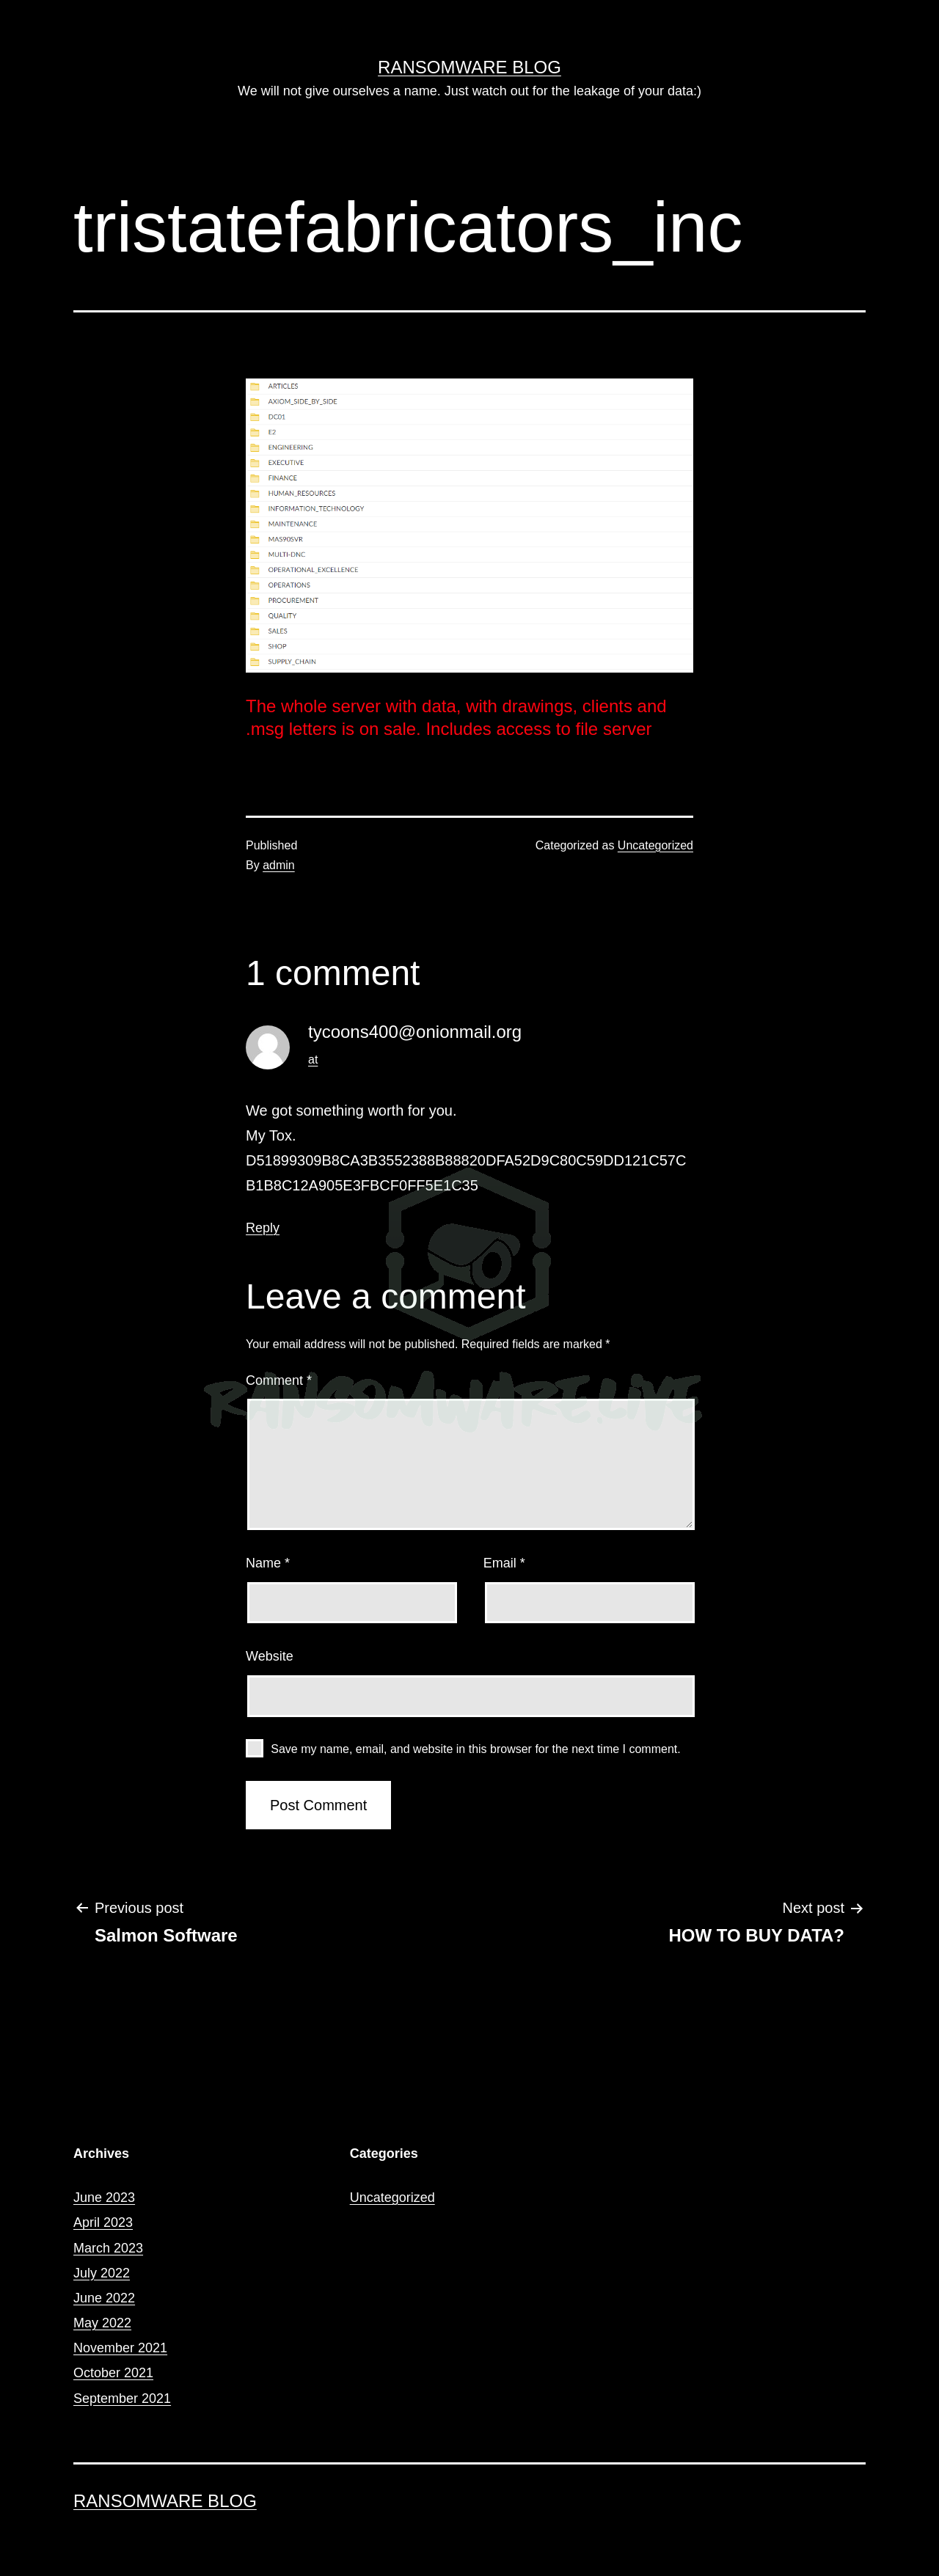 RANSOMWARE BLOG
We will not give ourselves a name. Just watch out for the leakage of your data:)
tristatefabricators_inc
ARTICLES
AXIOM_SIDE_BY_SIDE
DC01
E2
ENGINEERING
EXECUTIVE
FINANCE
HUMAN_RESOURCES
INFORMATION_TECHNOLOGY
MAINTENANCE
MAS90SVR
MULTI-DNC
OPERATIONAL_EXCELLENCE
OPERATIONS
PROCUREMENT
QUALITY
SALES
SHOP
SUPPLY_CHAIN
The whole server with data, with drawings, clients and
.msg letters is on sale. Includes access to file server
Published
By admin
Categorized as Uncategorized
1 comment
tycoons400@onionmail.org
at
We got something worth for you.
My Tox.
D51899309B8CA3B3552388B88820DFA52D9C80C59DD121C57C
B1B8C12A905E3FBCF0FF5E1C35
Reply
Leave a comment
Your email address will not be published. Required fields are marked *
Comment *
RANSOMWARE.LIVE
Name *
Email *
Website
Save my name, email, and website in this browser for the next time I comment.
Post Comment
Previous post
Salmon Software
Next post
HOW TO BUY DATA?
Archives
June 2023
April 2023
March 2023
July 2022
June 2022
May 2022
November 2021
October 2021
September 2021
Categories
Uncategorized
RANSOMWARE BLOG